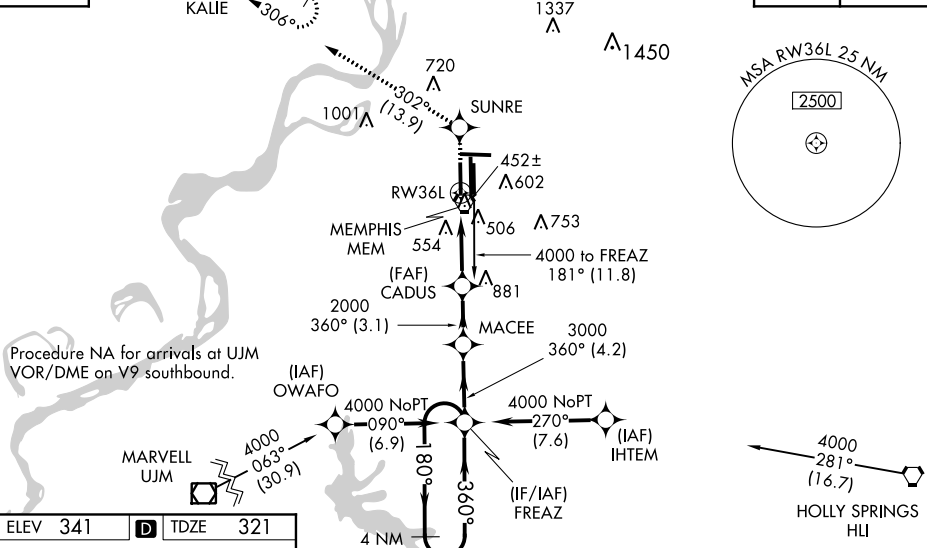 KALIE
306°
1337
1450
720
302°
(13.9)
1001
SUNRE
MSA RW36L 25 NM
2500
452±
602
RW36L
MEMPHIS
MEM
554
506
753
4000 to FREAZ
181° (11.8)
(FAF)
CADUS
881
2000
360° (3.1)
MACEE
3000
360° (4.2)
Procedure NA for arrivals at UJM
VOR/DME on V9 southbound.
(IAF)
OWAFO
4000 NoPT
090°
(6.9)
4000 NoPT
270°
(7.6)
(IAF)
IHTEM
MARVELL
UJM
4000
063°
(30.9)
180°
360°
(IF/IAF)
FREAZ
4000
281°
(16.7)
HOLLY SPRINGS
HLI
ELEV 341 D TDZE 321
4 NM